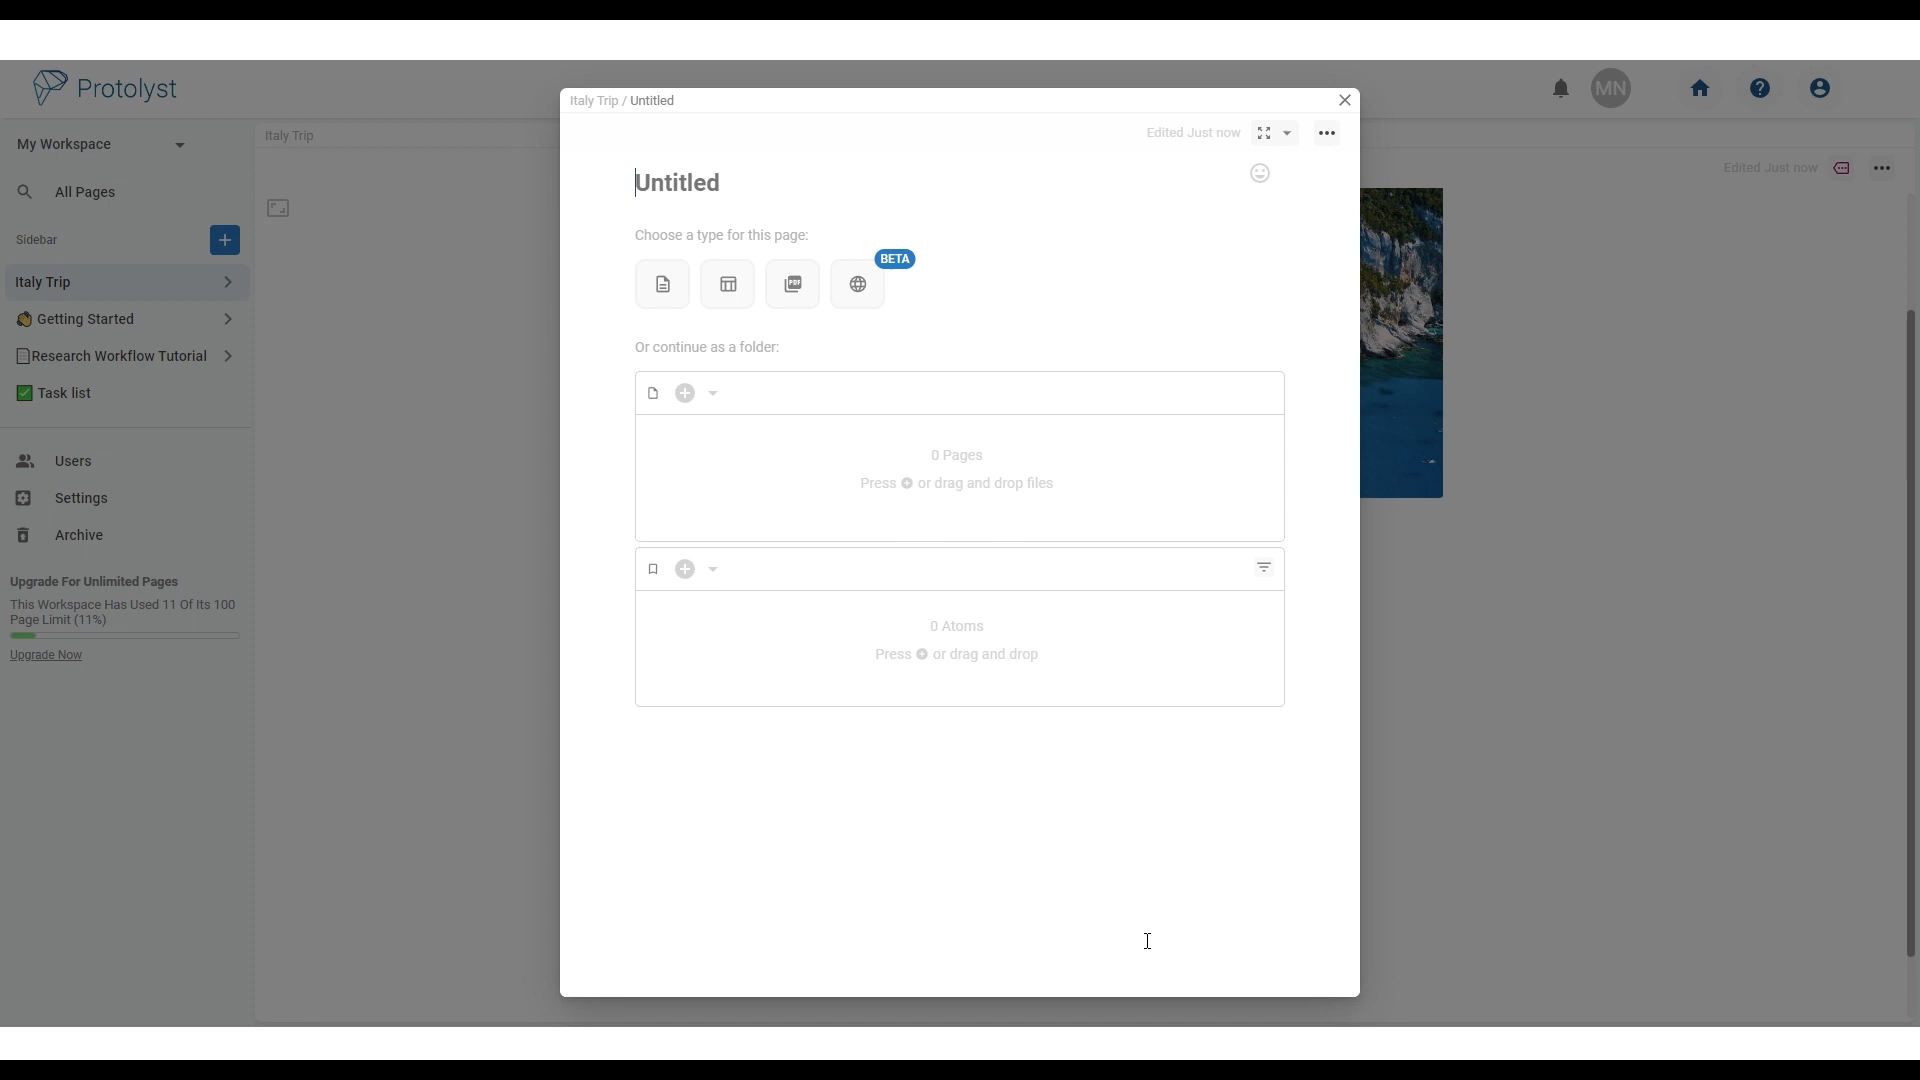 Protolyst
MN
My Workspace
All Pages
Sidebar
Italy Trip
Getting Started
Research Workflow Tutorial
Task list
Users
Settings
Archive
Upgrade For Unlimited Pages
This Workspace Has Used 11 Of Its 100
Page Limit (11%)
Upgrade Now
Italy Trip
Edited Just now
Italy Trip / Untitled
Edited Just now
Untitled
Choose a type for this page:
BETA
PDF
Or continue as a folder:
0 Pages
Press or drag and drop files
0 Atoms
Press or drag and drop